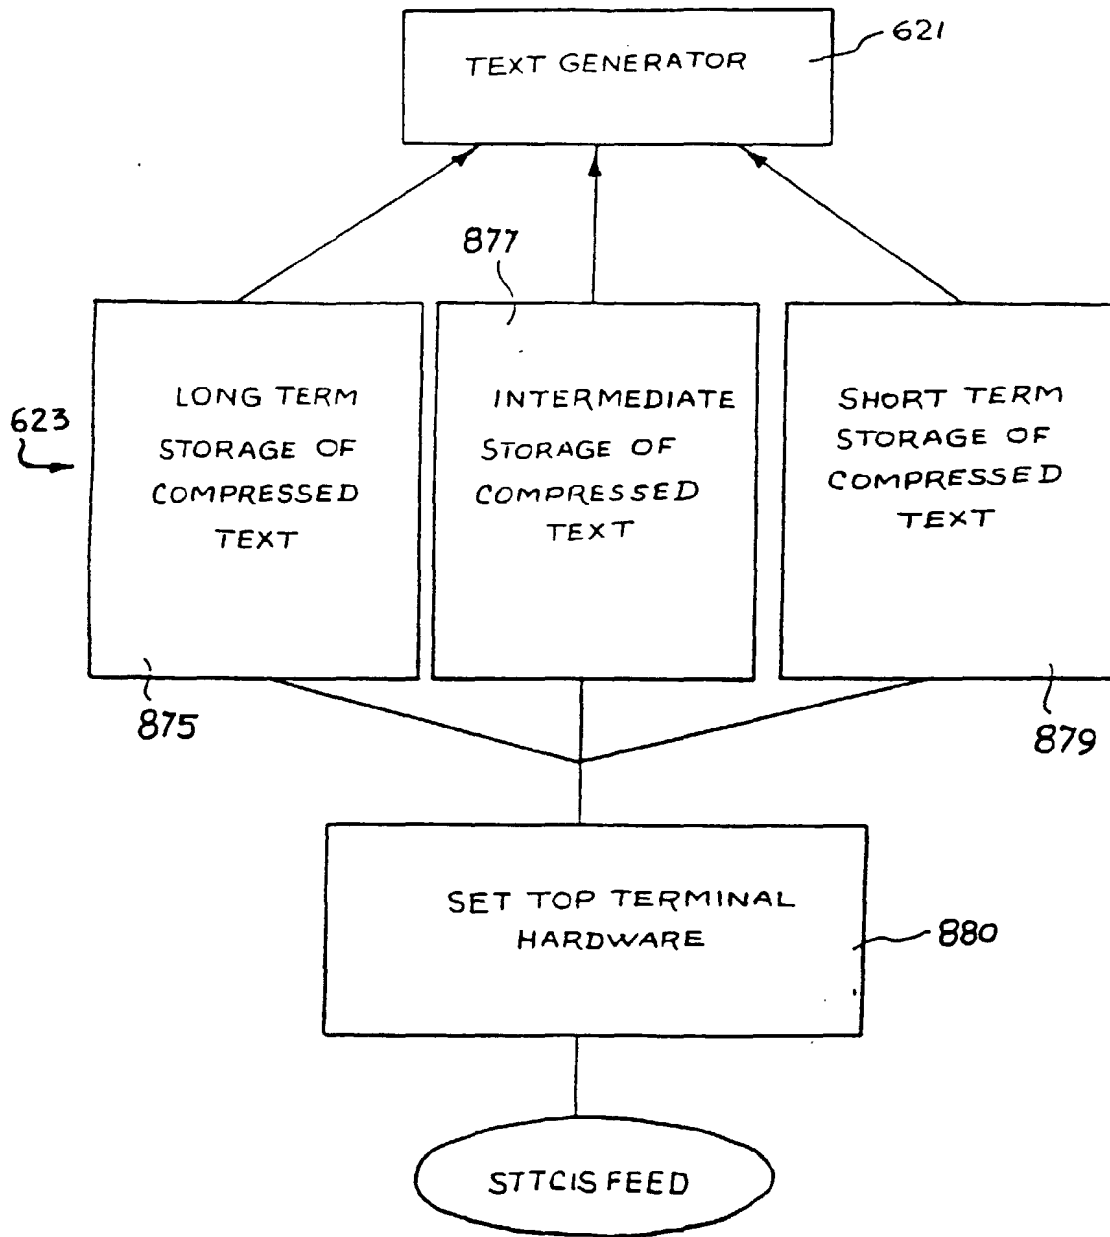 TEXT GENERATOR
621
877
623
LONG TERM
STORAGE OF
COMPRESSED
TEXT
INTERMEDIATE
STORAGE OF
COMPRESSED
TEXT
SHORT TERM
STORAGE OF
COMPRESSED
TEXT
875
879
SET TOP TERMINAL
HARDWARE
880
STTCIS FEED